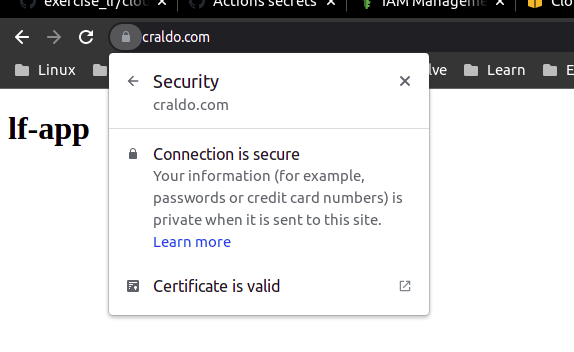 exercise_lf/clou
Actions secrets
IAM Manageme
Clo
craldo.com
Linux
lve
Learn
E
lf-app
Security
craldo.com
Connection is secure
Your information (for example,
passwords or credit card numbers) is
private when it is sent to this site.
Learn more
Certificate is valid